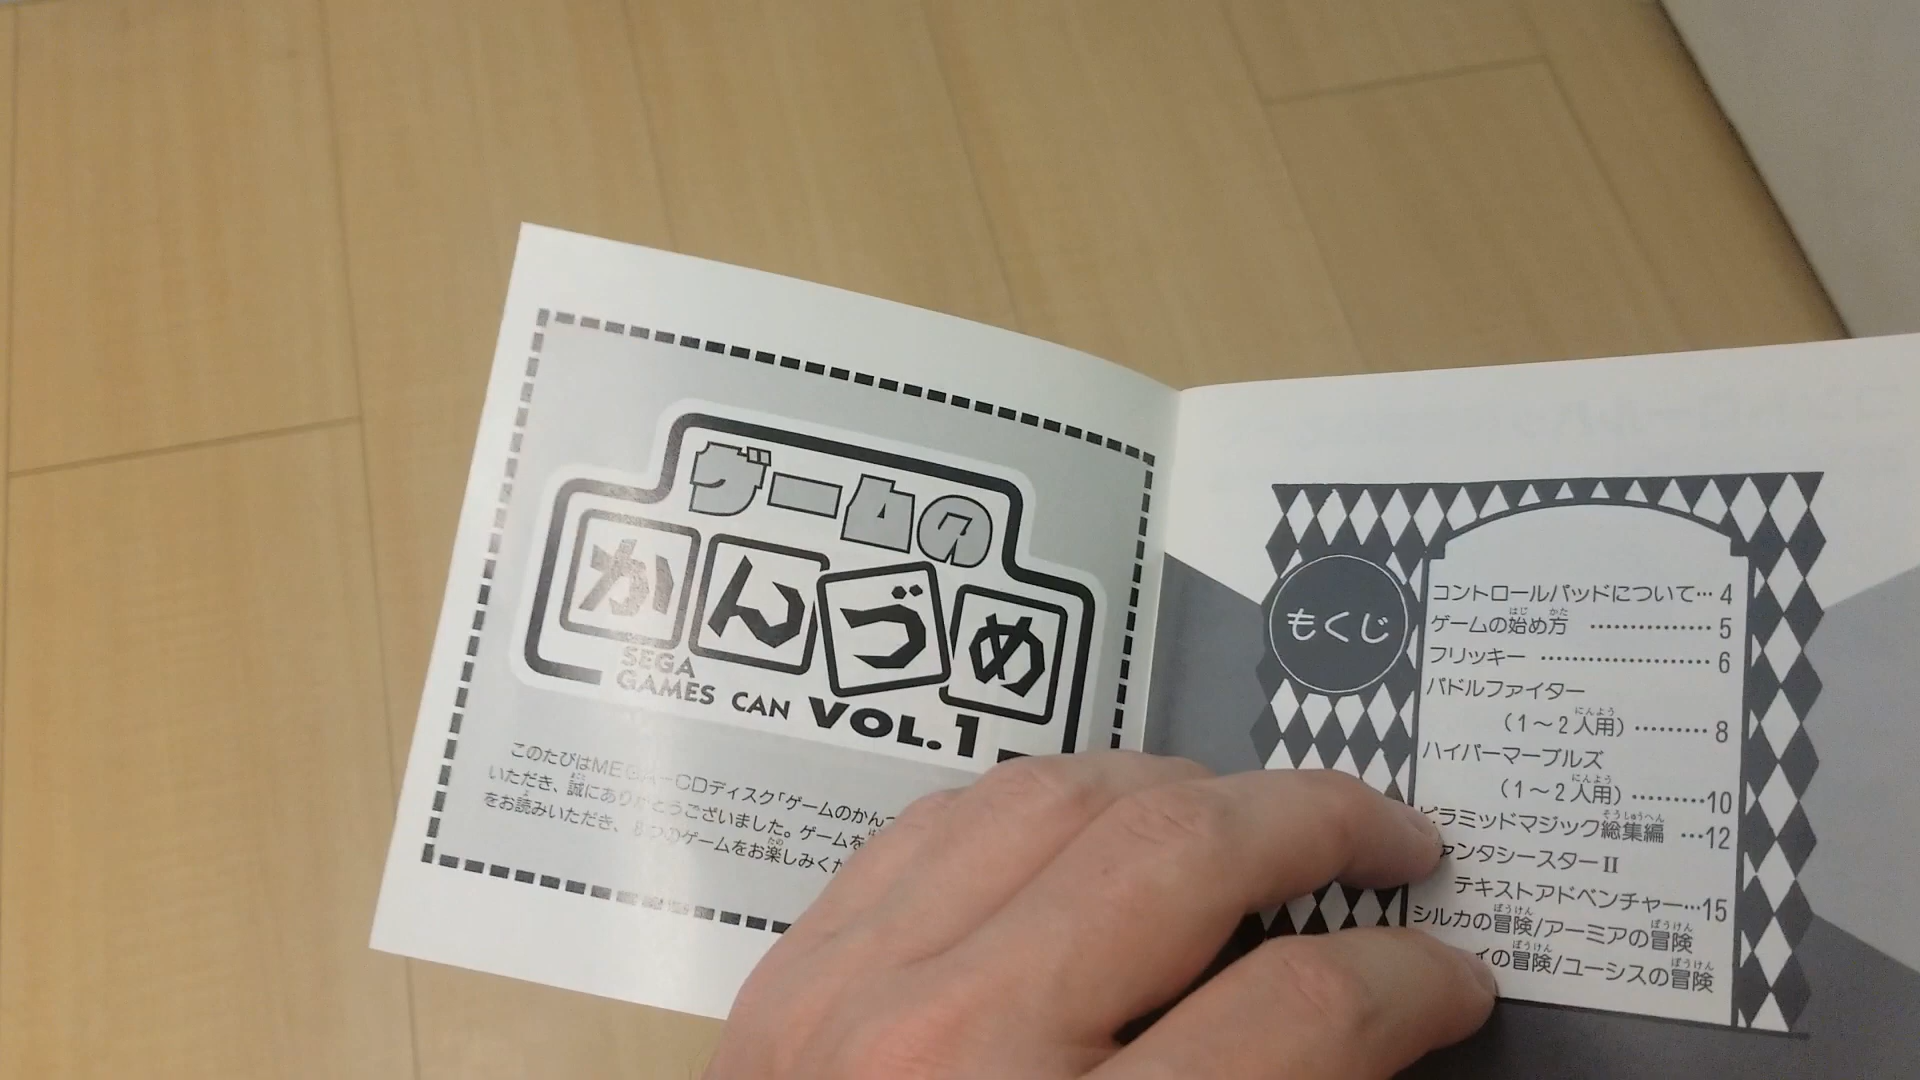 ゲームの
かんづめ
SEGA
GAMES CAN VOL.1
このたびはMEGA-CDディスク「ゲームのかん
いただき、誠にありがとうございました。ゲームを
をお読みいただき、8つのゲームをお楽しみくだ
もくじ
コントロールパッドについて…4
ゲームの始め方 ……………5
フリッキー …………………6
パドルファイター
(1～2人用) ………8
ハイパーマーブルズ
(1～2人用) ………10
ピラミッドマジック総集編 …12
ァンタシースターⅡ
テキストアドベンチャー…15
シルカの冒険/アーミアの冒険
イの冒険/ユーシスの冒険